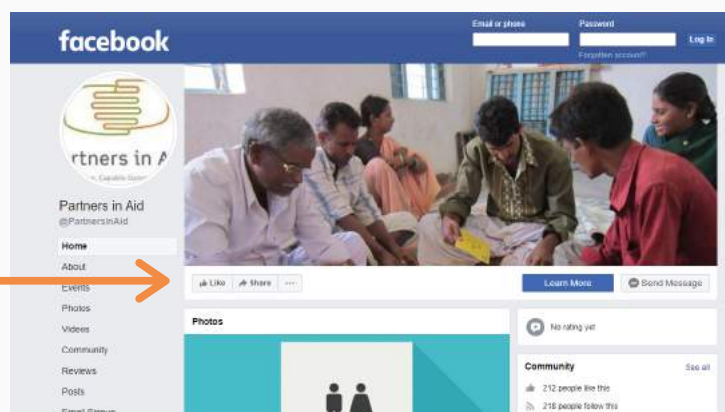 Email or phone Password
facebook
Log In
Forgotten account?
rtners in A
Partners in Aid
@PartnersinAid
Home
About
Events
Photos
Videos
Community
Reviews
Posts
Email Signup
Like Share ...
Learn More Send Message
Photos
No rating yet
Community See all
212 people like this
218 people follow this